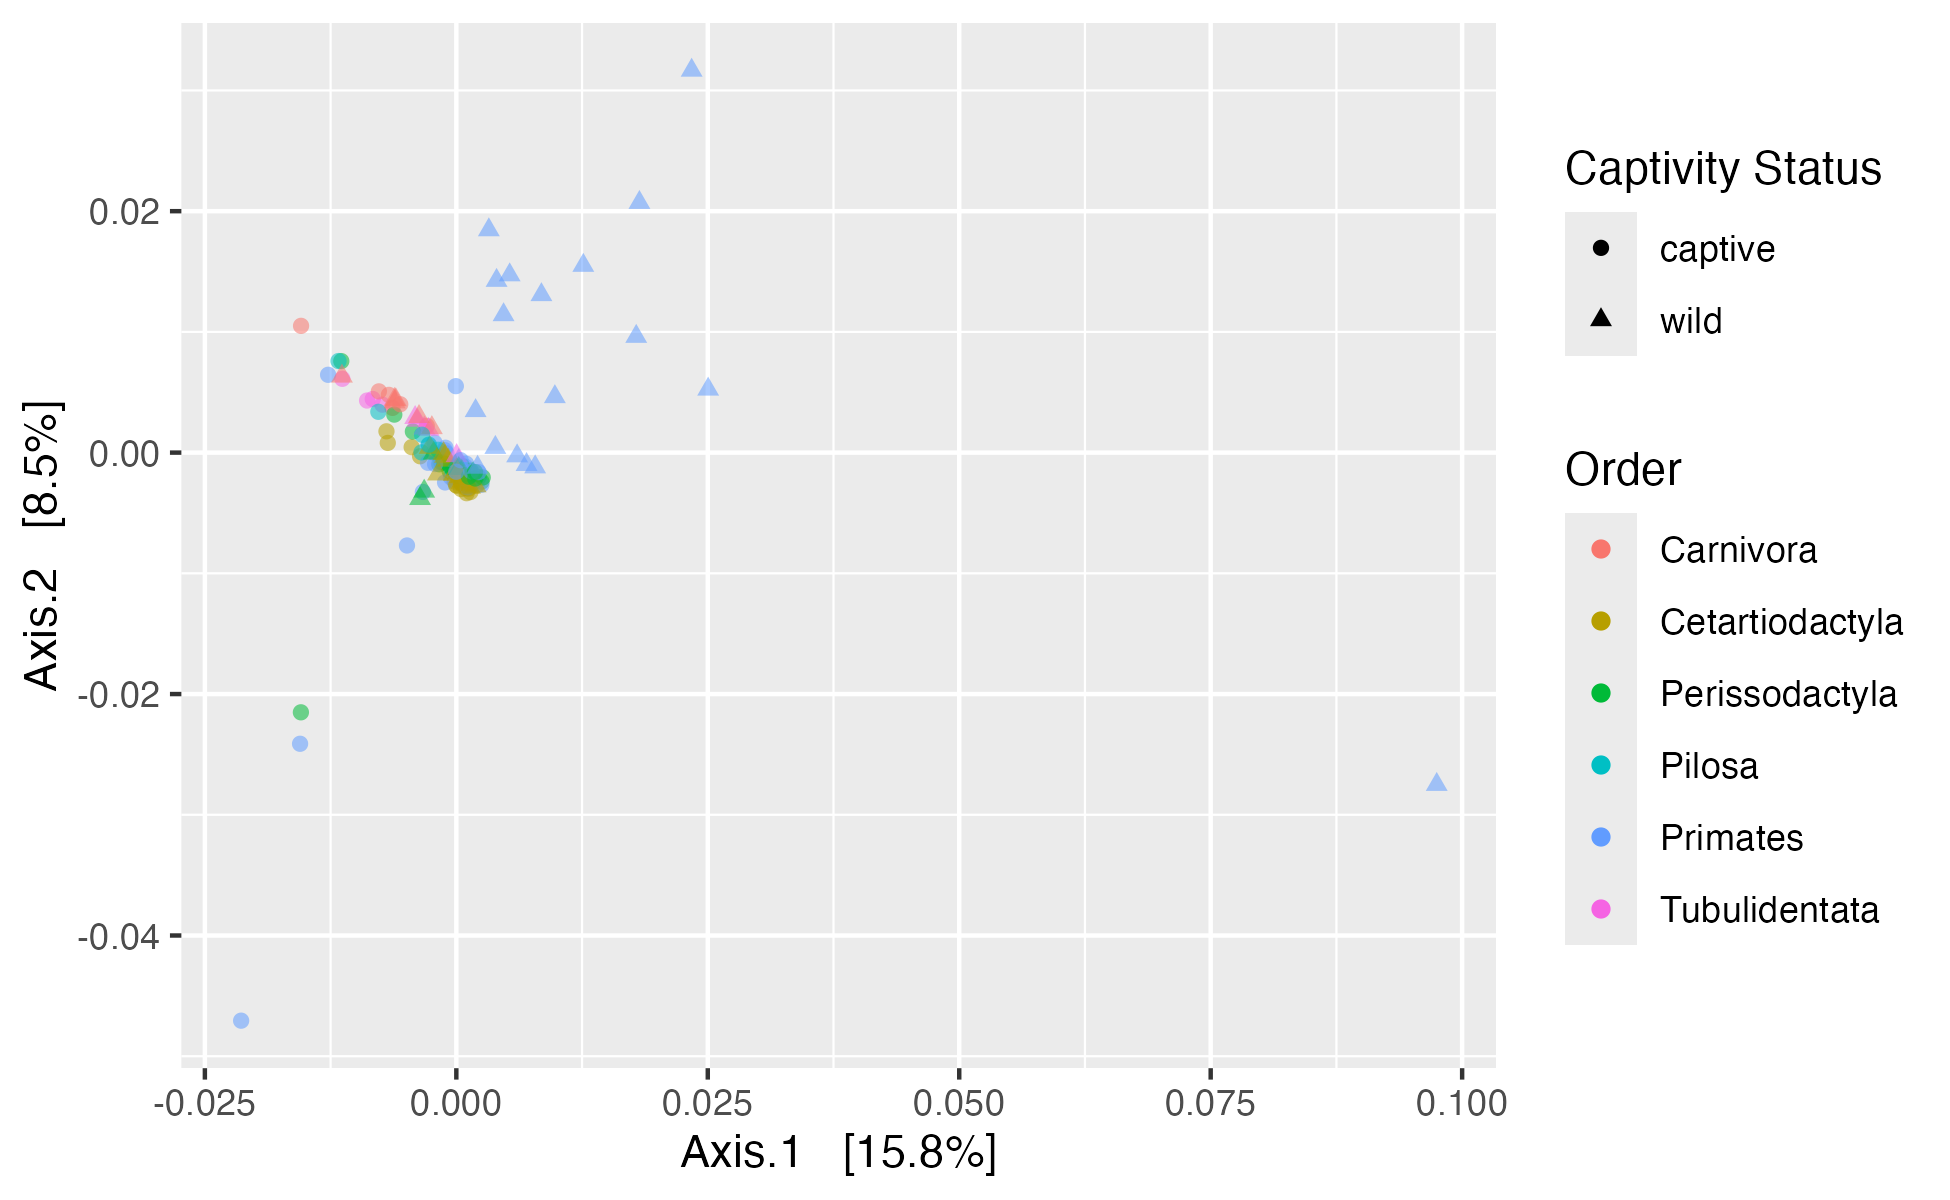 0.02
0.00
-0.02
-0.04
Axis.2 [8.5%]
-0.025 0.000 0.025 0.050 0.075 0.100
Axis.1 [15.8%]
Captivity Status
captive
wild
Order
Carnivora
Cetartiodactyla
Perissodactyla
Pilosa
Primates
Tubulidentata